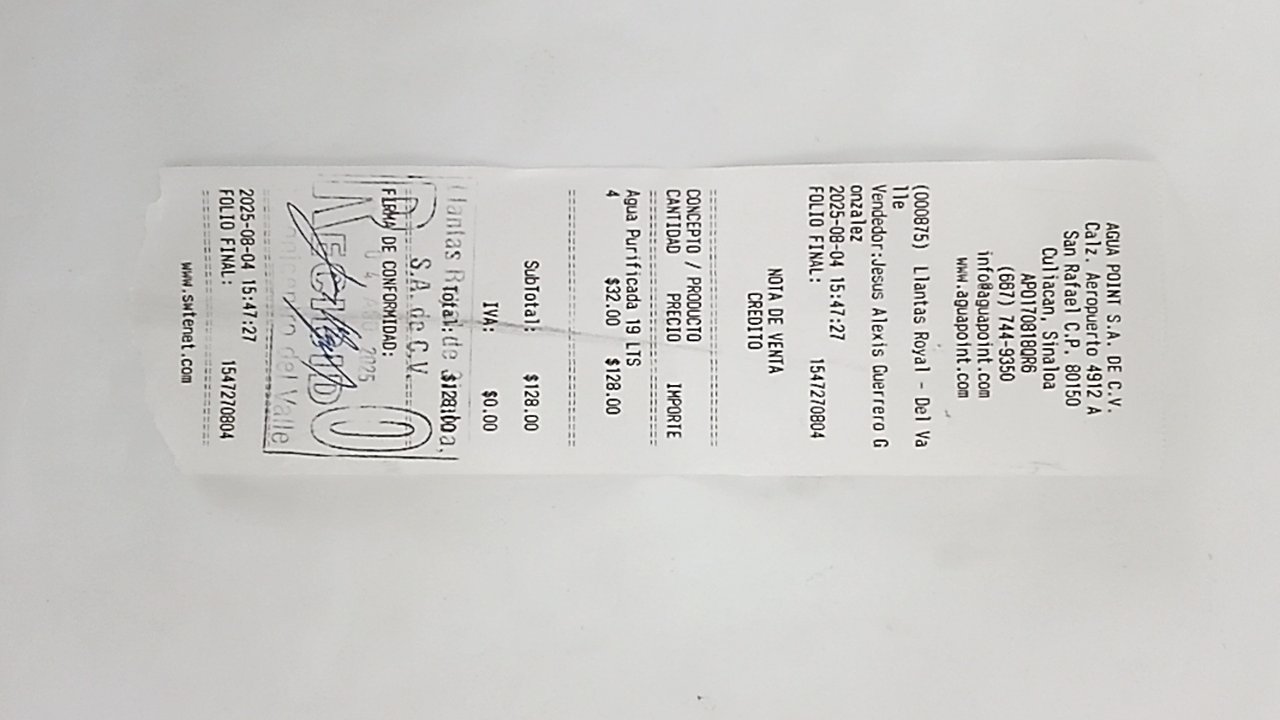 AGUA POINT S.A. DE C.V.
Calz. Aeropuerto 4912 A
San Rafael C.P. 80150
Culiacan, Sinaloa
APO170818QR6
(667) 744-9350
info@aguapoint.com
www.aguapoint.com
(000875) Llantas Royal - Del Va
lle
Vendedor:Jesus Alexis Guerrero G
onzalez
2025-08-04 15:47:27
FOLIO FINAL: 1547270804
NOTA DE VENTA
CREDITO
CONCEPTO / PRODUCTO
CANTIDAD PRECIO IMPORTE
Agua Purificada 19 LTS
4 $32.00 $128.00
SubTotal: $128.00
IVA: $0.00
Total: $128.00
Llantas de
S.A. de C.V.
FIRMA DE CONFORMIDAD:
04 2025
RECIBIDO
del Valle
2025-08-04 15:47:27
FOLIO FINAL: 1547270804
www.swtenet.com